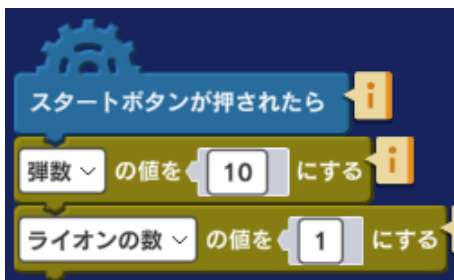 スタートボタンが押されたら i
弾数 の値を 10 にする i
ライオンの数 の値を 1 にする